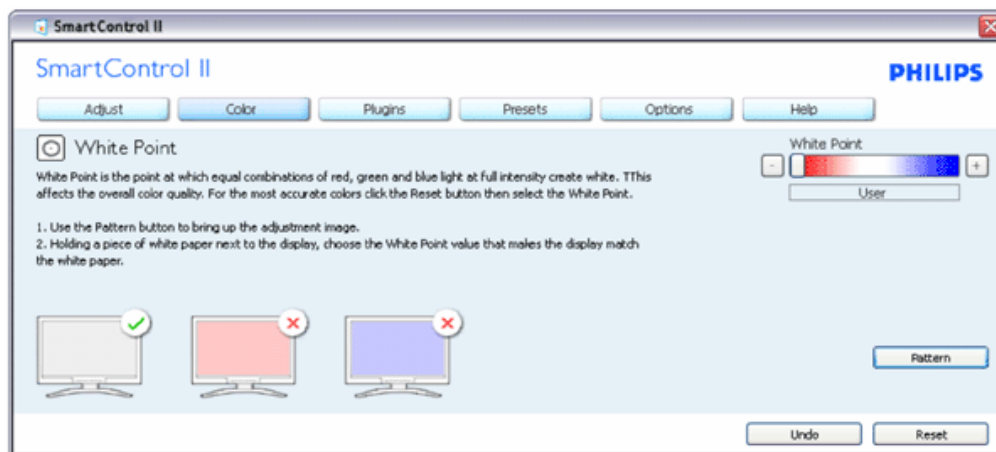 SmartControl II
SmartControl II
PHILIPS
Adjust Color Plugins Presets Options Help
White Point
White Point is the point at which equal combinations of red, green and blue light at full intensity create white. TThis
affects the overall color quality. For the most accurate colors click the Reset button then select the White Point.
1. Use the Pattern button to bring up the adjustment image.
2. Holding a piece of white paper next to the display, choose the White Point value that makes the display match
the white paper.
White Point
- +
User
Pattern
Undo Reset